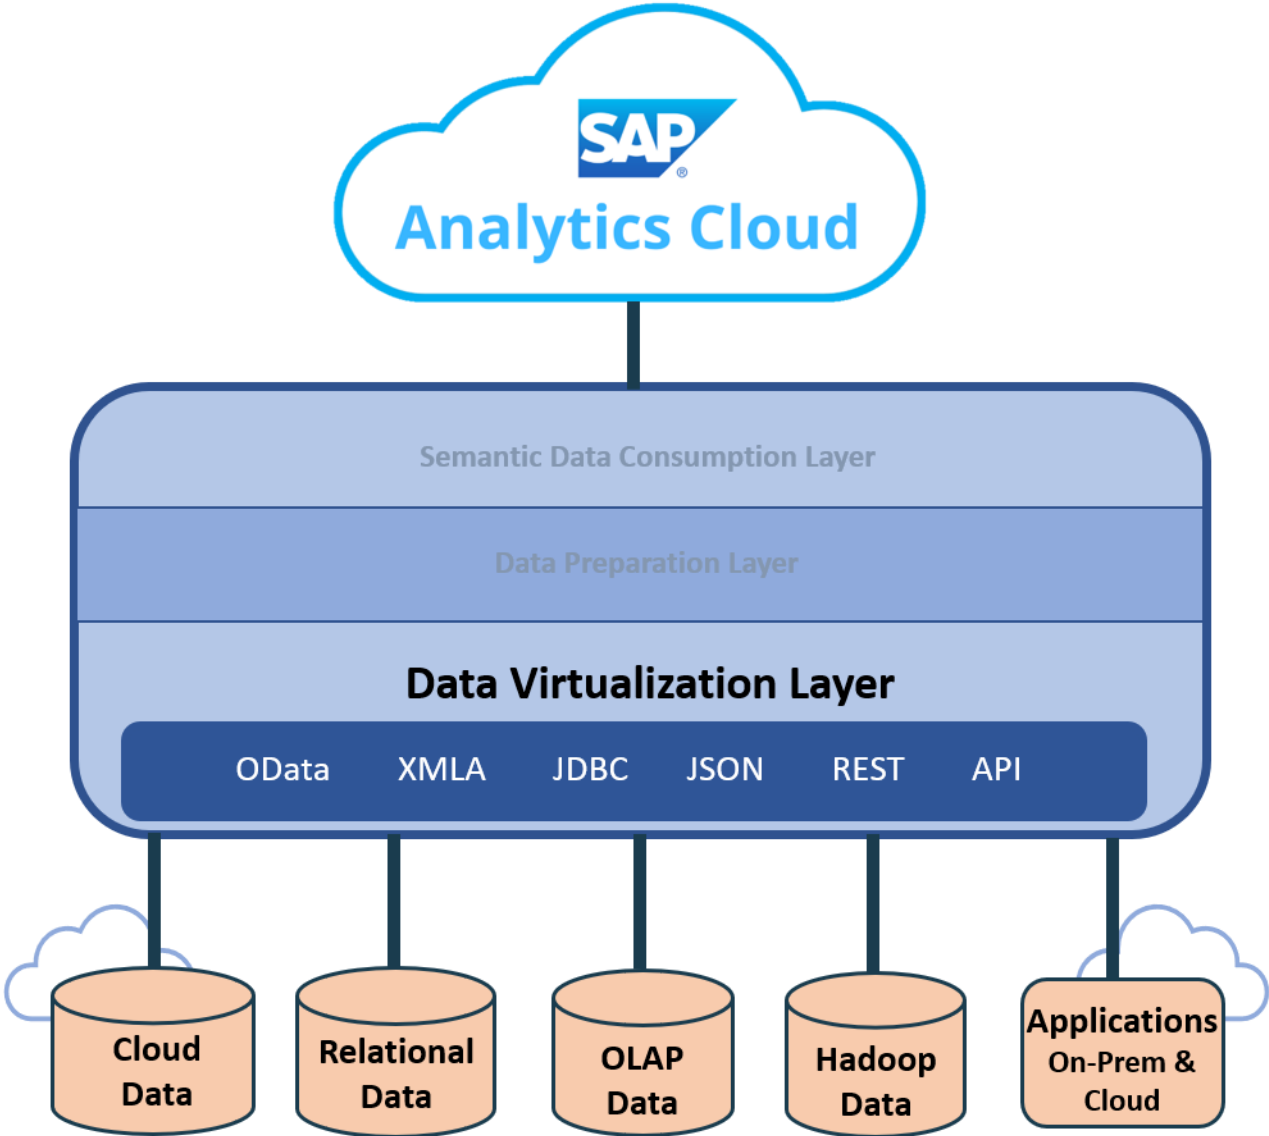 SAP
®
Analytics Cloud
Semantic Data Consumption Layer
Data Preparation Layer
Data Virtualization Layer
OData XMLA JDBC JSON REST API
Cloud
Data
Relational
Data
OLAP
Data
Hadoop
Data
Applications
On-Prem &
Cloud